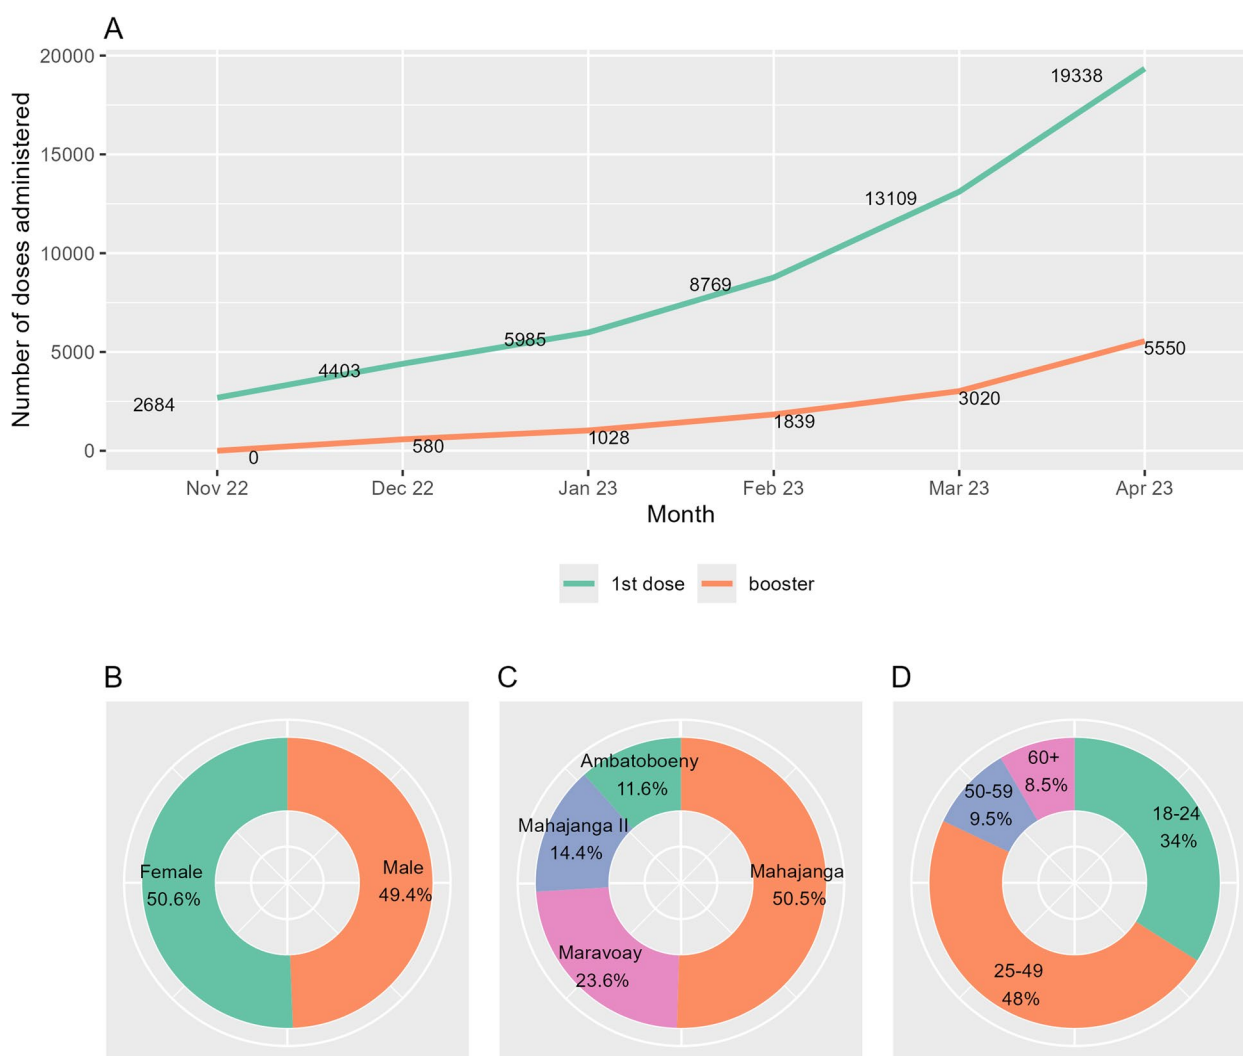 A
Number of doses administered
20000
15000
10000
5000
0
19338
13109
8769
5985
4403
2684
5550
3020
1839
1028
580
0
Nov 22 Dec 22 Jan 23 Feb 23 Mar 23 Apr 23
Month
1st dose booster
B
Female
50.6%
Male
49.4%
C
Ambatoboeny
11.6%
Mahajanga II
14.4%
Mahajanga
50.5%
Maravoay
23.6%
D
60+
8.5%
50-59
9.5%
18-24
34%
25-49
48%